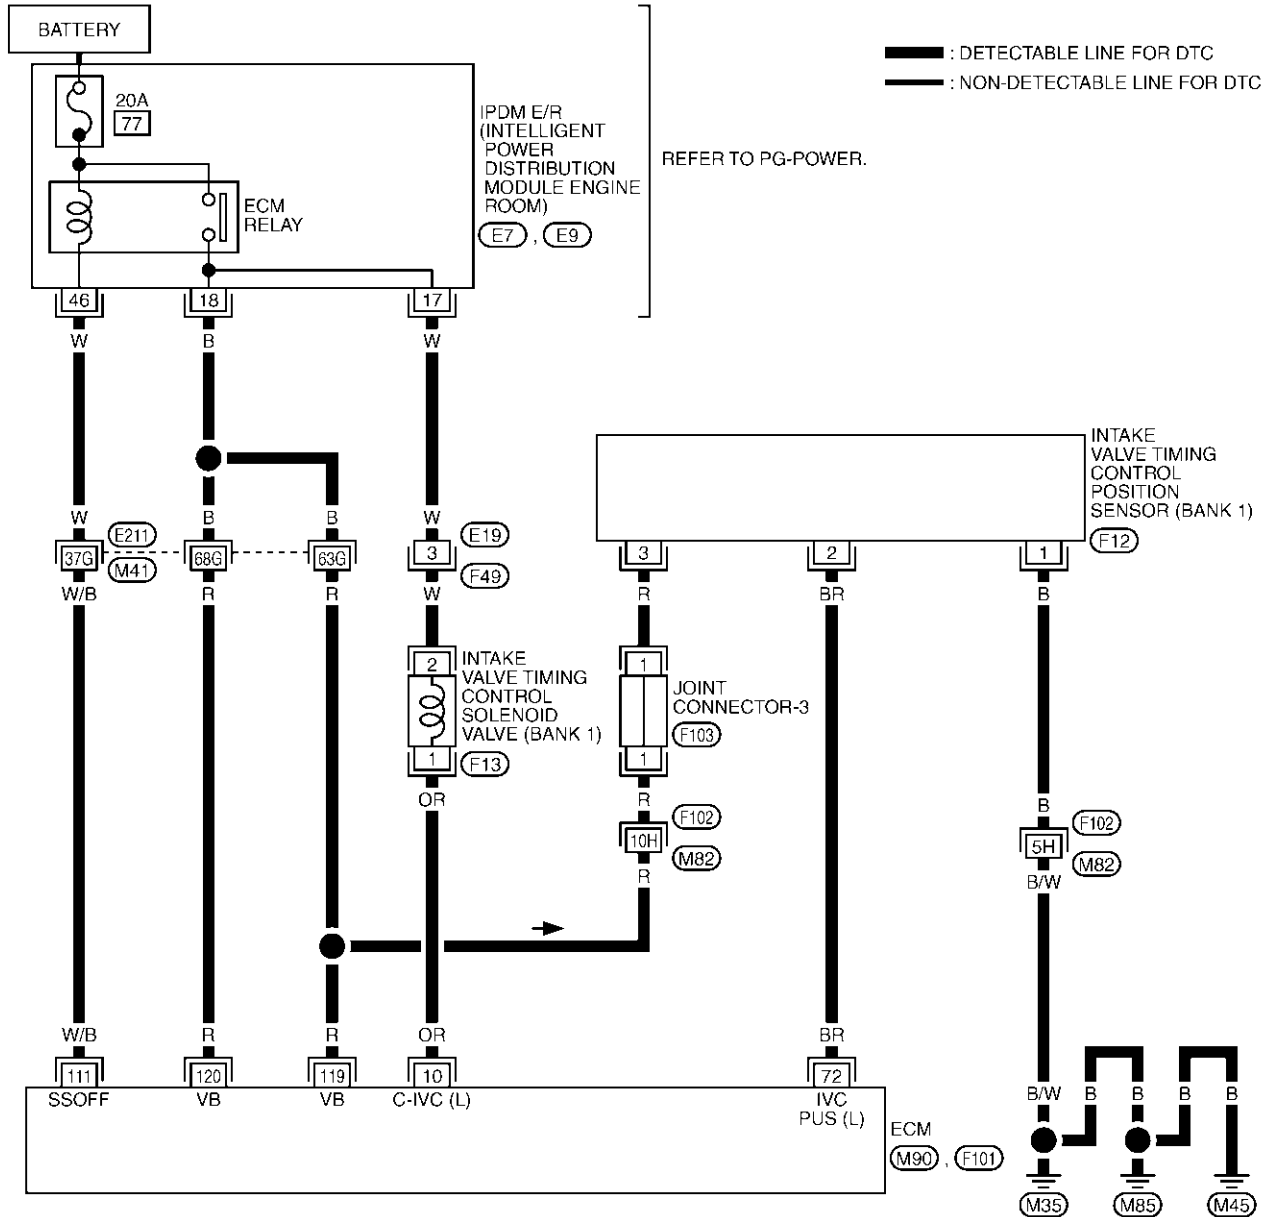 BATTERY
: DETECTABLE LINE FOR DTC
: NON-DETECTABLE LINE FOR DTC
20A
77
IPDM E/R
(INTELLIGENT
POWER
DISTRIBUTION
MODULE ENGINE
ROOM)
E7 , E9
REFER TO PG-POWER.
ECM
RELAY
46 18 17
W B W
INTAKE
VALVE TIMING
CONTROL
POSITION
SENSOR (BANK 1)
F12
W B B W
E211 E19
37G 68G 63G 3 3 2 1
M41 F49
W/B R R W R BR B
2
INTAKE
VALVE TIMING
CONTROL
SOLENOID
VALVE (BANK 1)
1
F13
1
JOINT
CONNECTOR-3
F103
1
OR R B
F102 F102
10H 5H
M82 M82
R B/W
W/B R R OR BR
111 120 119 10 72
SSOFF VB VB C-IVC (L) IVC
PUS (L)
B/W B B B B
ECM
M90 , F101
M35 M85 M45